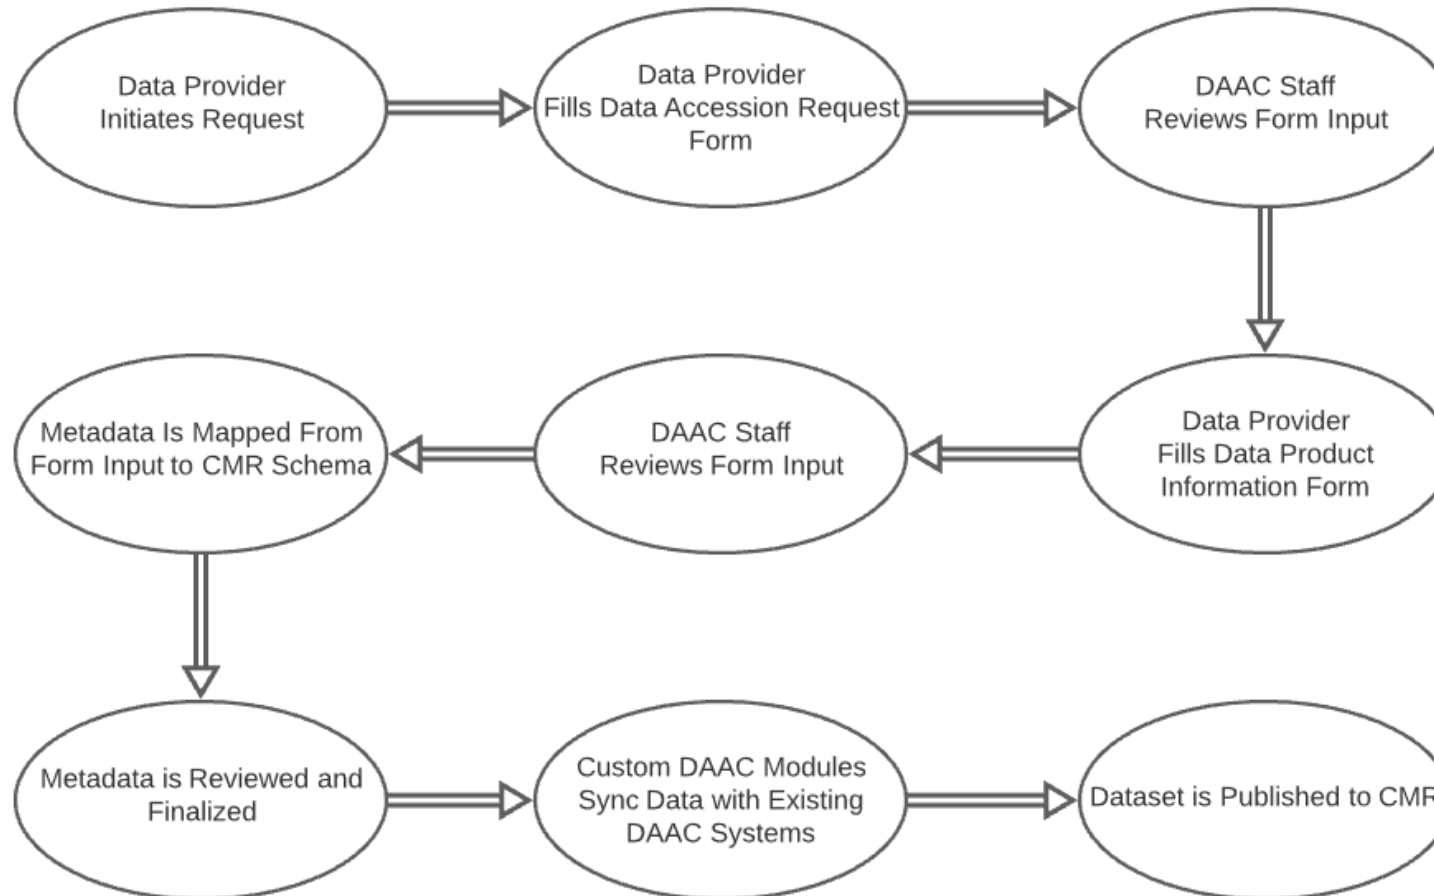 Data Provider
Initiates Request
Data Provider
Fills Data Accession Request
Form
DAAC Staff
Reviews Form Input
Data Provider
Fills Data Product
Information Form
DAAC Staff
Reviews Form Input
Metadata Is Mapped From
Form Input to CMR Schema
Metadata is Reviewed and
Finalized
Custom DAAC Modules
Sync Data with Existing
DAAC Systems
Dataset is Published to CMR